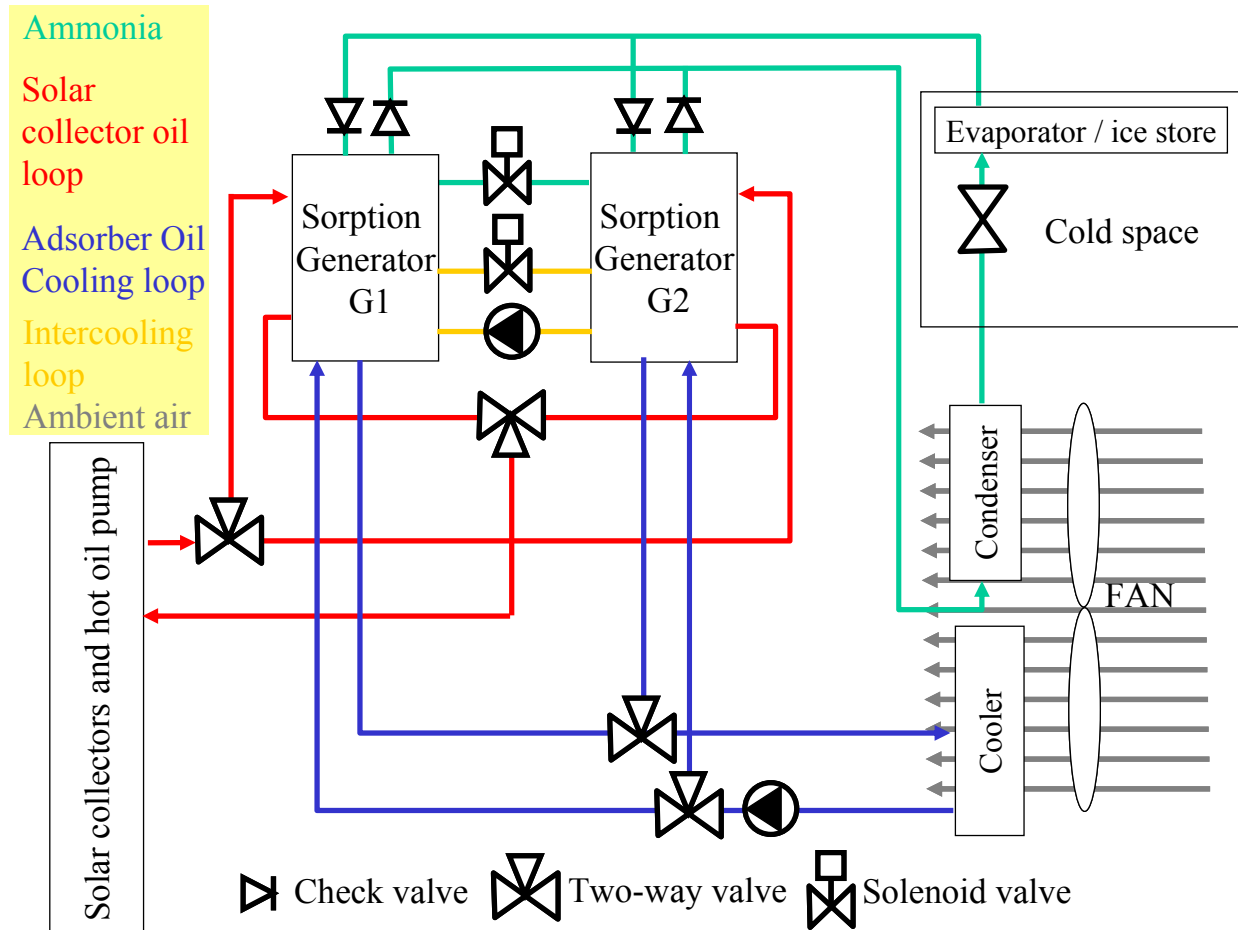 Ammonia
Solar
collector oil
loop
Adsorber Oil
Cooling loop
Intercooling
loop
Ambient air
Sorption
Generator
G1
Sorption
Generator
G2
Evaporator / ice store
Cold space
Condenser
FAN
Cooler
Solar collectors and hot oil pump
Check valve
Two-way valve
Solenoid valve